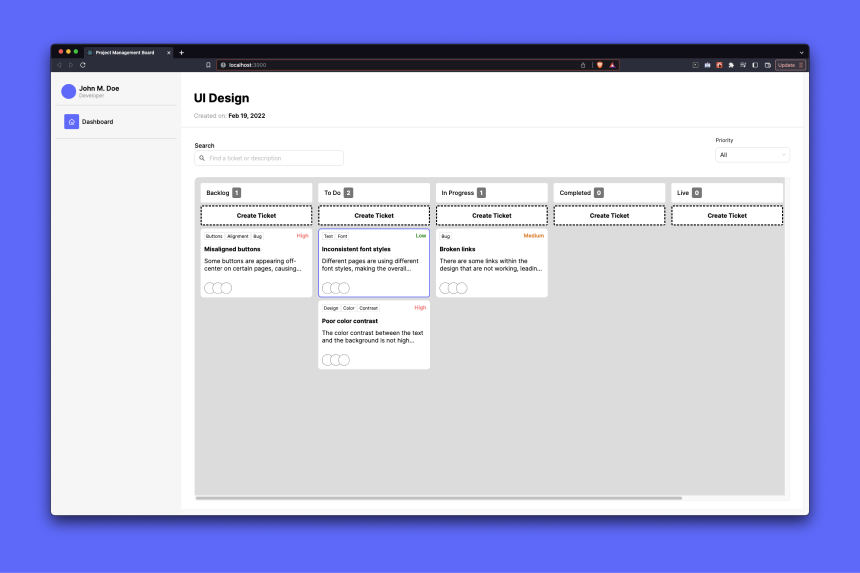 Project Management Board
localhost:3000
Update
John M. Doe
Developer
Dashboard
UI Design
Created on: Feb 19, 2022
Search
Find a ticket or description
Priority
All
Backlog 1
To Do 2
In Progress 1
Completed 0
Live 0
Create Ticket
Create Ticket
Create Ticket
Create Ticket
Create Ticket
Buttons Alignment Bug High
Misaligned buttons
Some buttons are appearing off-
center on certain pages, causing...
Text Font Low
Inconsistent font styles
Different pages are using different
font styles, making the overall...
Bug Medium
Broken links
There are some links within the
design that are not working, leadin...
Design Color Contrast High
Poor color contrast
The color contrast between the text
and the background is not high...